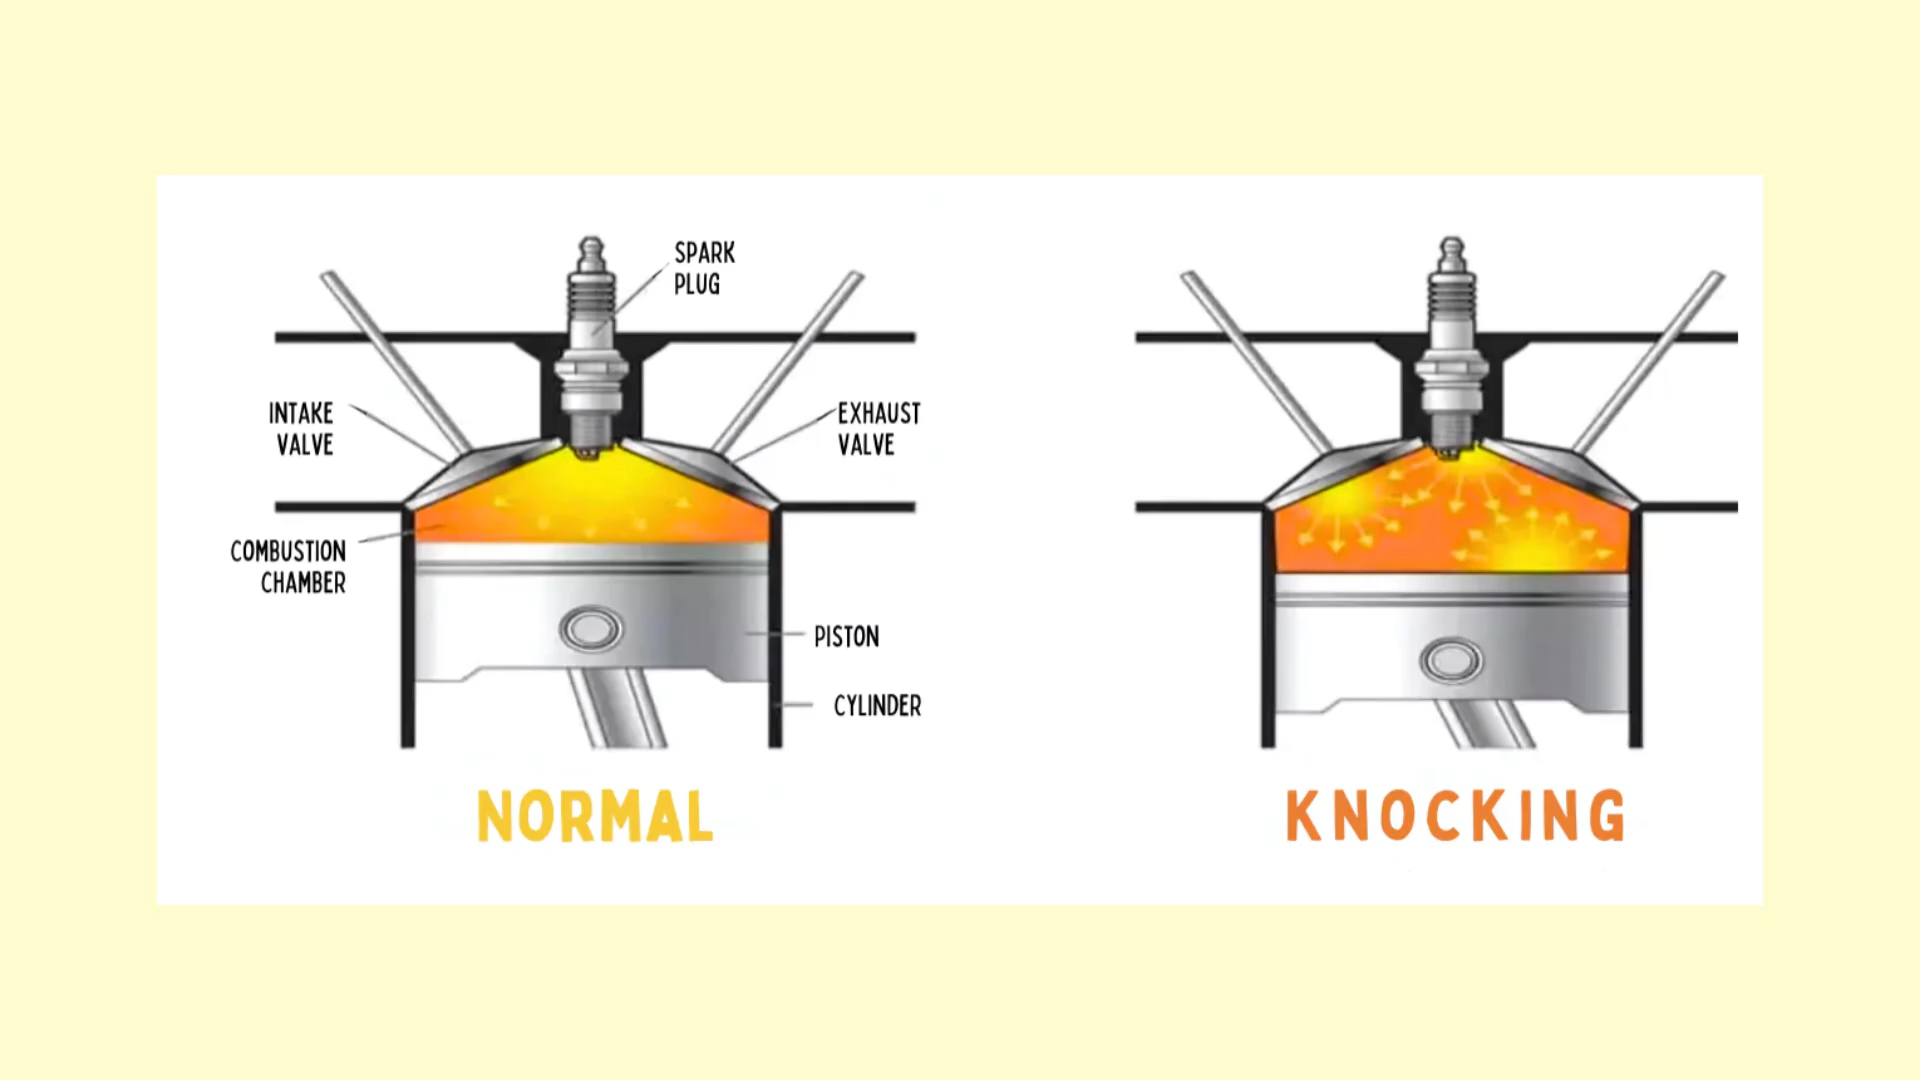 SPARK
PLUG
INTAKE
VALVE
EXHAUST
VALVE
COMBUSTION
CHAMBER
PISTON
CYLINDER
NORMAL
KNOCKING